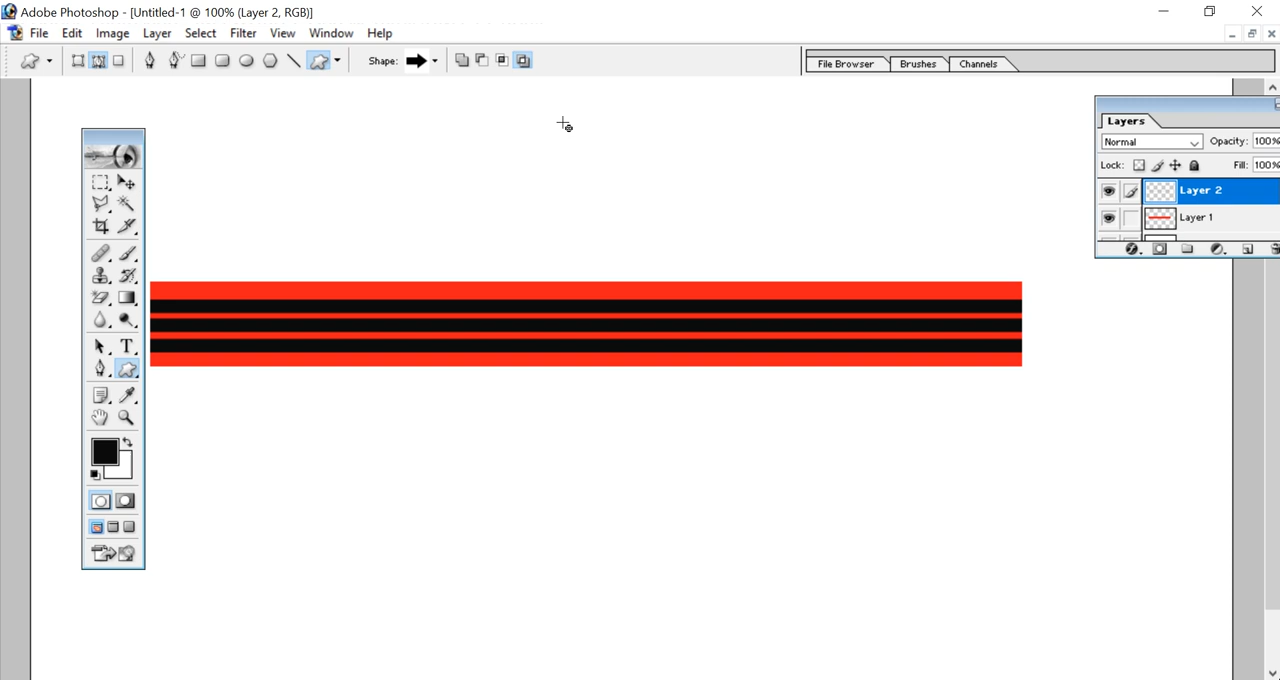 Adobe Photoshop - [Untitled-1 @ 100% (Layer 2, RGB)]
File Edit Image Layer Select Filter View Window Help
Shape:
File Browser Brushes Channels
Layers
Normal Opacity: 100%
Lock: Fill: 100%
Layer 2
Layer 1
T